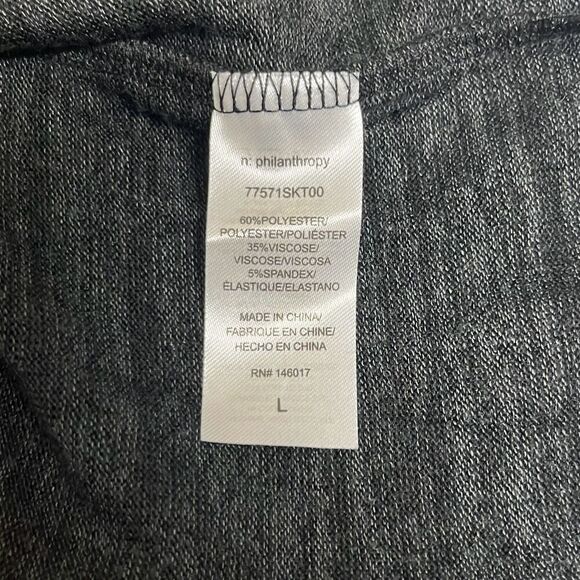 n: philanthropy
77571SKT00
60%POLYESTER/
POLYESTER/POLIÉSTER
35%VISCOSE/
VISCOSE/VISCOSA
5%SPANDEX/
ÉLASTIQUE/ELASTANO
MADE IN CHINA/
FABRIQUE EN CHINE/
HECHO EN CHINA
RN# 146017
L